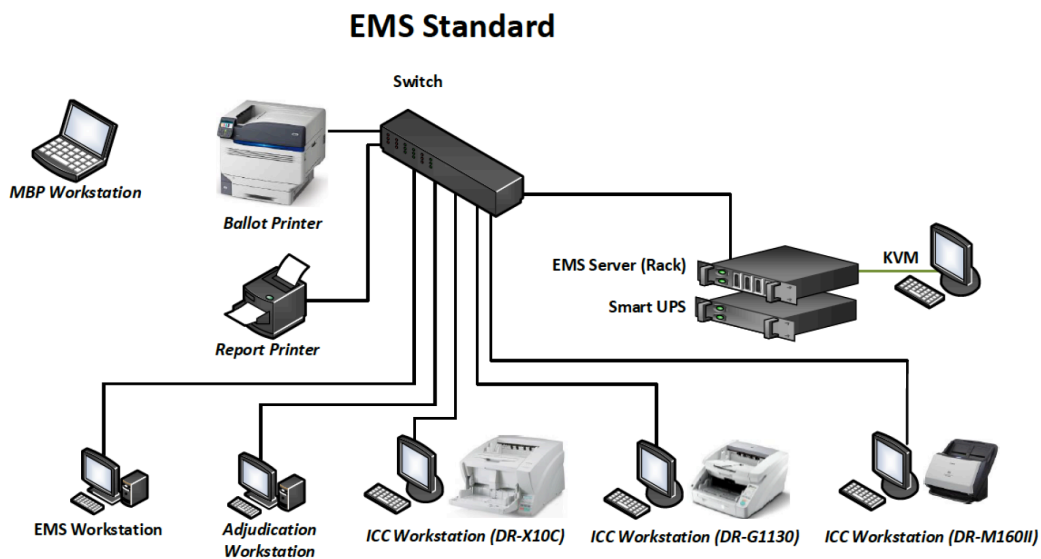 EMS Standard
Switch
MBP Workstation
Ballot Printer
EMS Server (Rack)
KVM
Smart UPS
Report Printer
EMS Workstation
Adjudication
Workstation
ICC Workstation (DR-X10C)
ICC Workstation (DR-G1130)
ICC Workstation (DR-M160II)